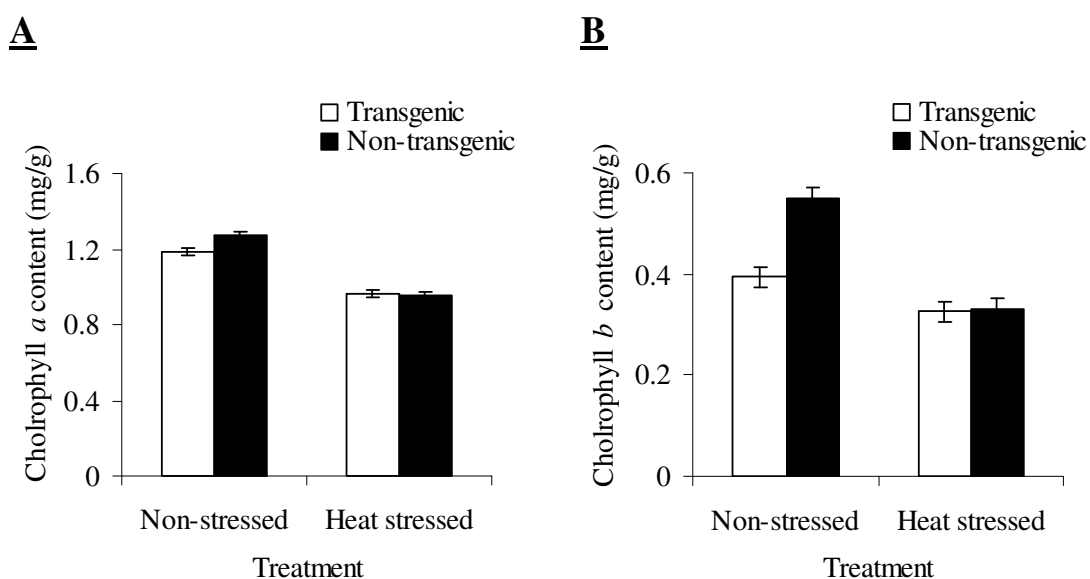 A
Transgenic
Non-transgenic
Cholrophyll a content (mg/g)
1.6
1.2
0.8
0.4
0
Non-stressed Heat stressed
Treatment
B
Transgenic
Non-transgenic
Cholrophyll b content (mg/g)
0.6
0.4
0.2
0
Non-stressed Heat stressed
Treatment